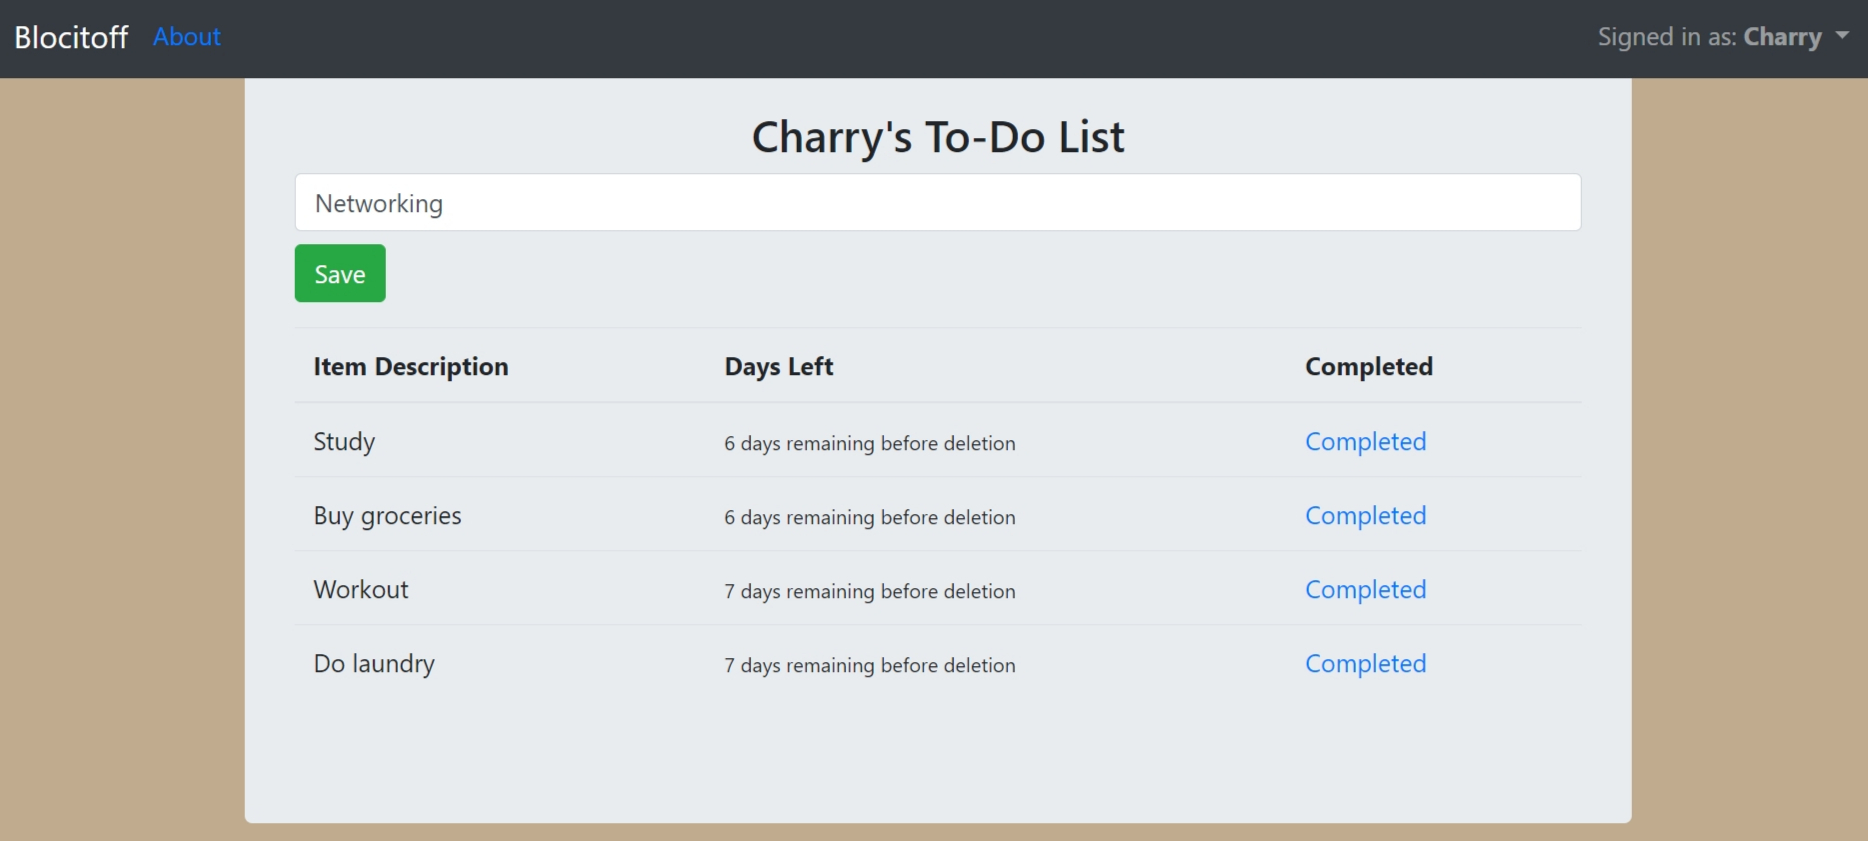 Blocitoff About Signed in as: Charry
Charry's To-Do List
Networking
Save
Item Description Days Left Completed
Study 6 days remaining before deletion Completed
Buy groceries 6 days remaining before deletion Completed
Workout 7 days remaining before deletion Completed
Do laundry 7 days remaining before deletion Completed